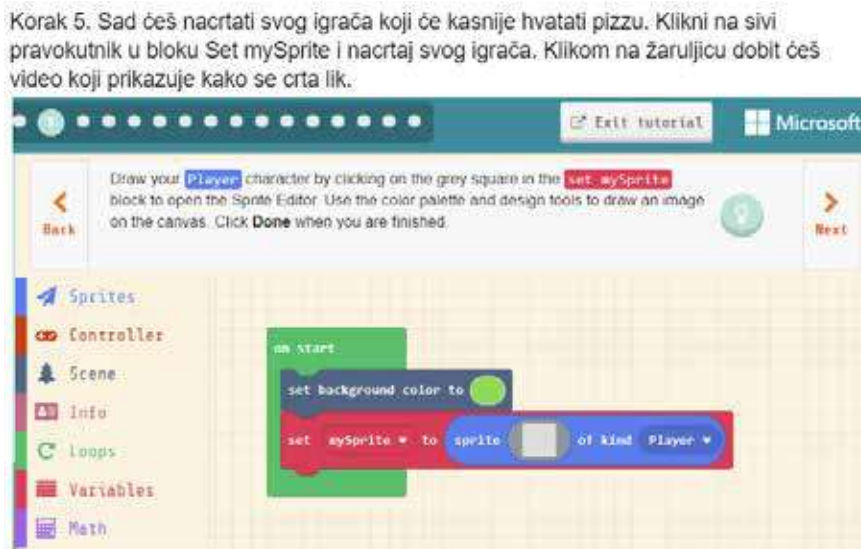 Korak 5. Sad ćeš nacrtati svog igrača koji će kasnije hvatati pizzu. Klikni na sivi
pravokutnik u bloku Set mySprite i nacrtaj svog igrača. Klikom na žaruljicu dobit ćeš
video koji prikazuje kako se crta lik.
Exit tutorial
Microsoft
Draw your Player character by clicking on the grey square in the set mySprite
block to open the Sprite Editor. Use the color palette and design tools to draw an image
on the canvas. Click Done when you are finished.
Back
Next
Sprites
Controller
Scene
Info
Loops
Variables
Math
on start
set background color to
set mySprite to sprite of kind Player